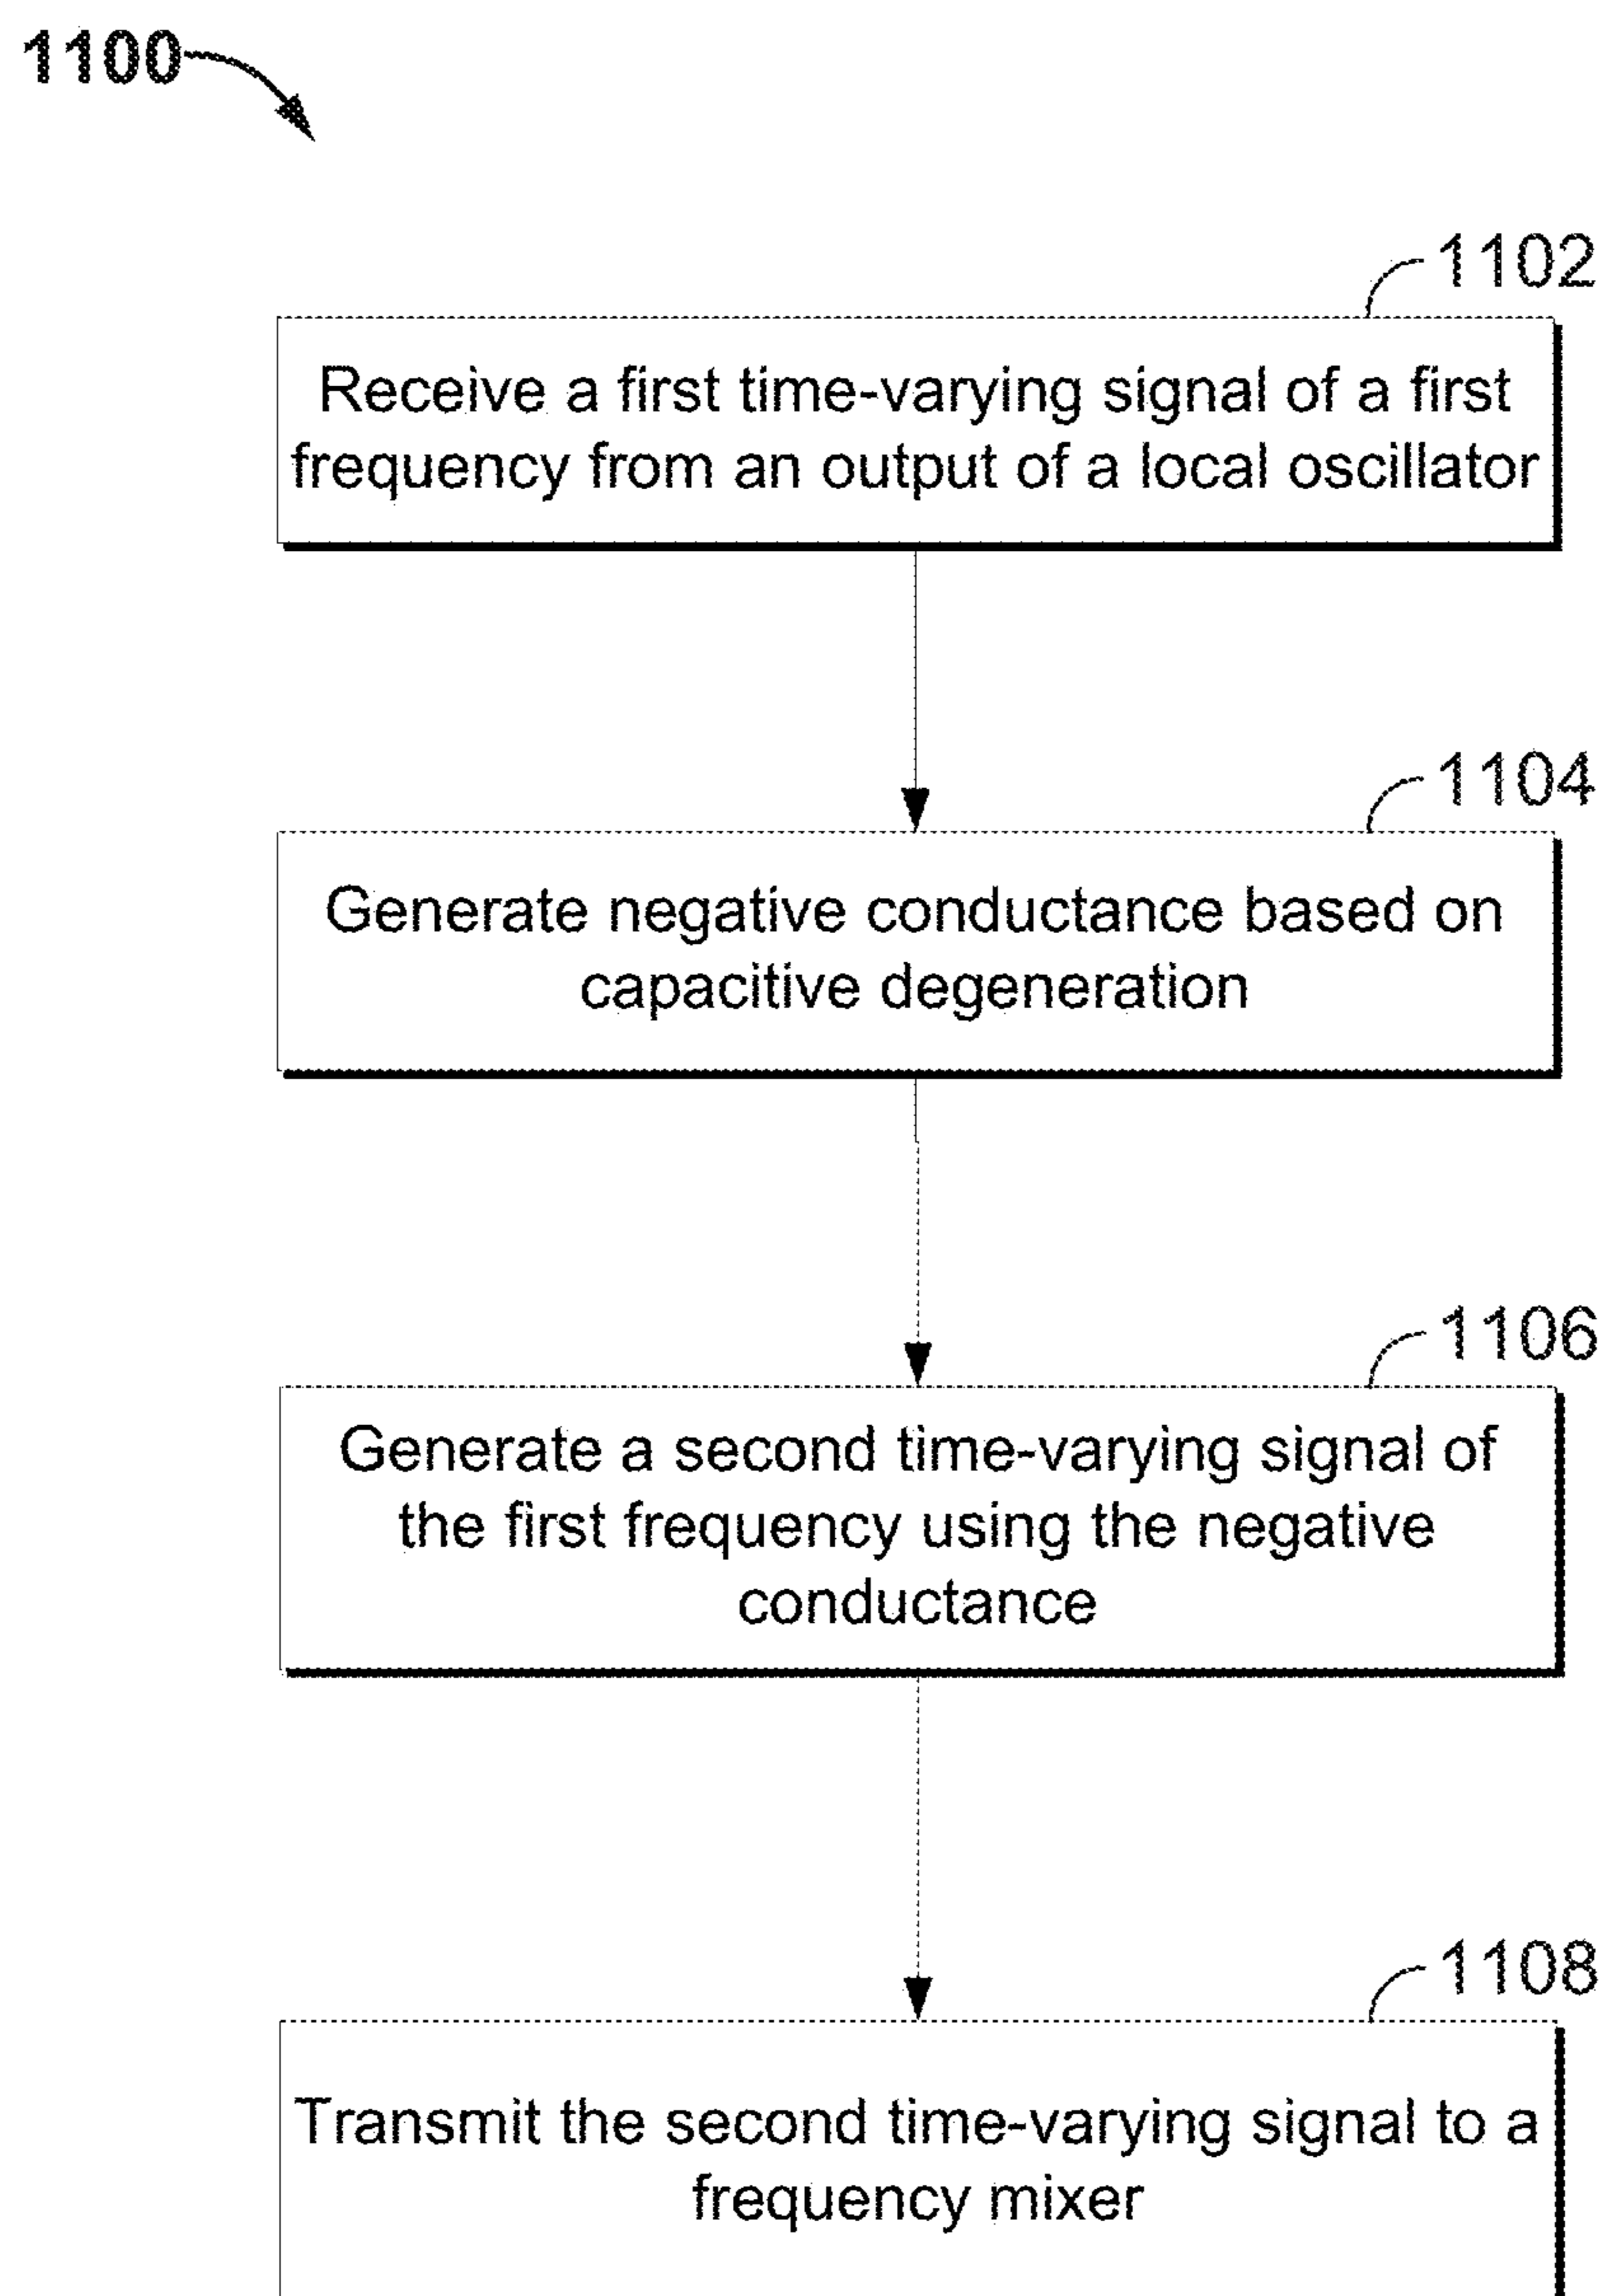 1100
1102
Receive a first time-varying signal of a first
frequency from an output of a local oscillator
1104
Generate negative conductance based on
capacitive degeneration
1106
Generate a second time-varying signal of
the first frequency using the negative
conductance
1108
Transmit the second time-varying signal to a
frequency mixer